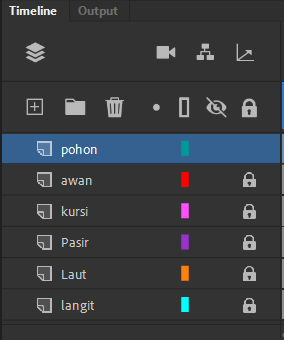 Timeline Output
pohon
awan
kursi
Pasir
Laut
langit